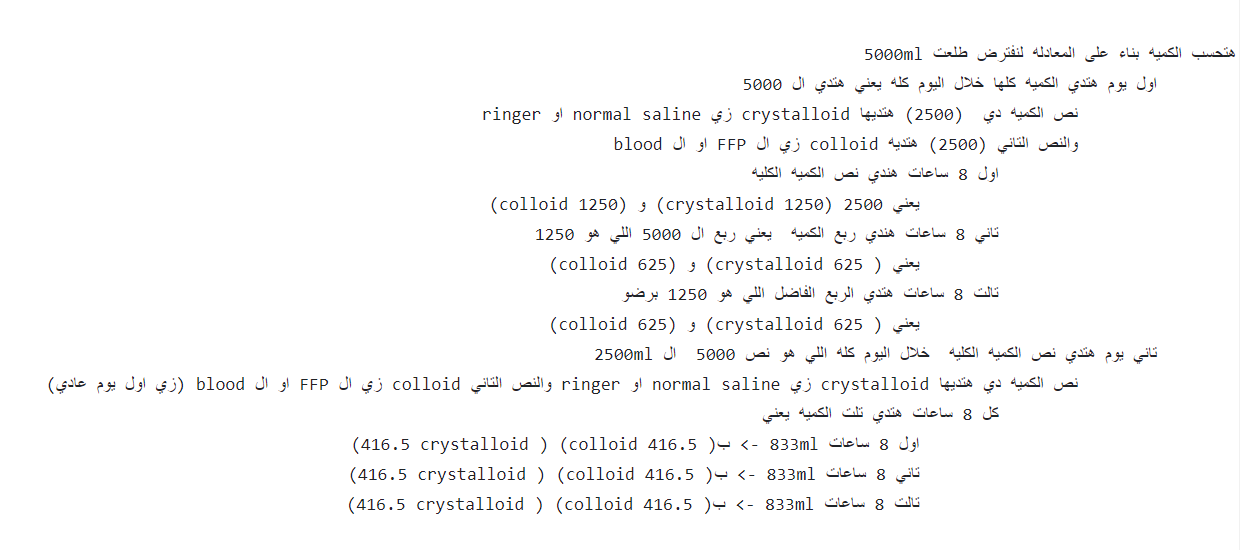 هتحسب الكميه بناء على المعادله لنفترض طلعت 5000ml
اول يوم هتدي الكميه كلها خلال اليوم كله يعني هتدي ال 5000
نص الكميه دي (2500) هتديها crystalloid زي normal saline او ringer
والنص التاني (2500) هتديه colloid زي ال FFP او ال blood
اول 8 ساعات هندي نص الكميه الكليه
يعني 2500 (crystalloid 1250) و (colloid 1250)
تاني 8 ساعات هندي ربع الكميه يعني ربع ال 5000 اللي هو 1250
يعني ( crystalloid 625) و (colloid 625)
تالت 8 ساعات هتدي الربع الفاضل اللي هو 1250 برضو
يعني ( crystalloid 625) و (colloid 625)
تاني يوم هتدي نص الكميه الكليه خلال اليوم كله اللي هو نص 5000 ال 2500ml
نص الكميه دي هتديها crystalloid زي normal saline او ringer والنص التاني colloid زي ال FFP او ال blood (زي اول يوم عادي)
كل 8 ساعات هتدي تلت الكميه يعني
اول 8 ساعات 833ml -> ب( colloid 416.5) ( 416.5 crystalloid)
تاني 8 ساعات 833ml -> ب( colloid 416.5) ( 416.5 crystalloid)
تالت 8 ساعات 833ml -> ب( colloid 416.5) ( 416.5 crystalloid)